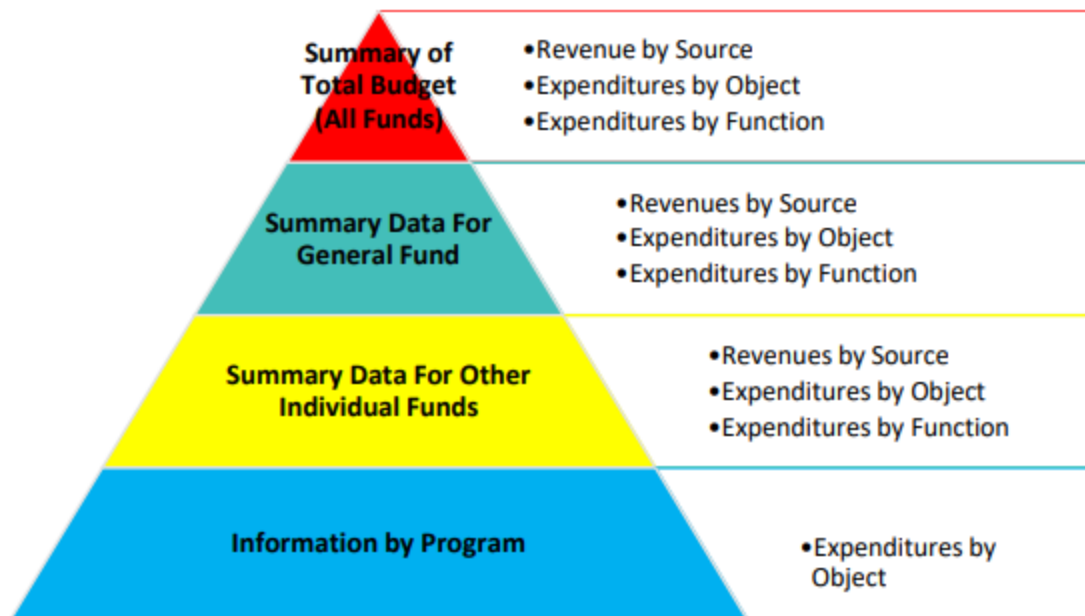 Summary of
Total Budget
(All Funds)
•Revenue by Source
•Expenditures by Object
•Expenditures by Function
Summary Data For
General Fund
•Revenues by Source
•Expenditures by Object
•Expenditures by Function
Summary Data For Other
Individual Funds
•Revenues by Source
•Expenditures by Object
•Expenditures by Function
Information by Program
•Expenditures by
Object